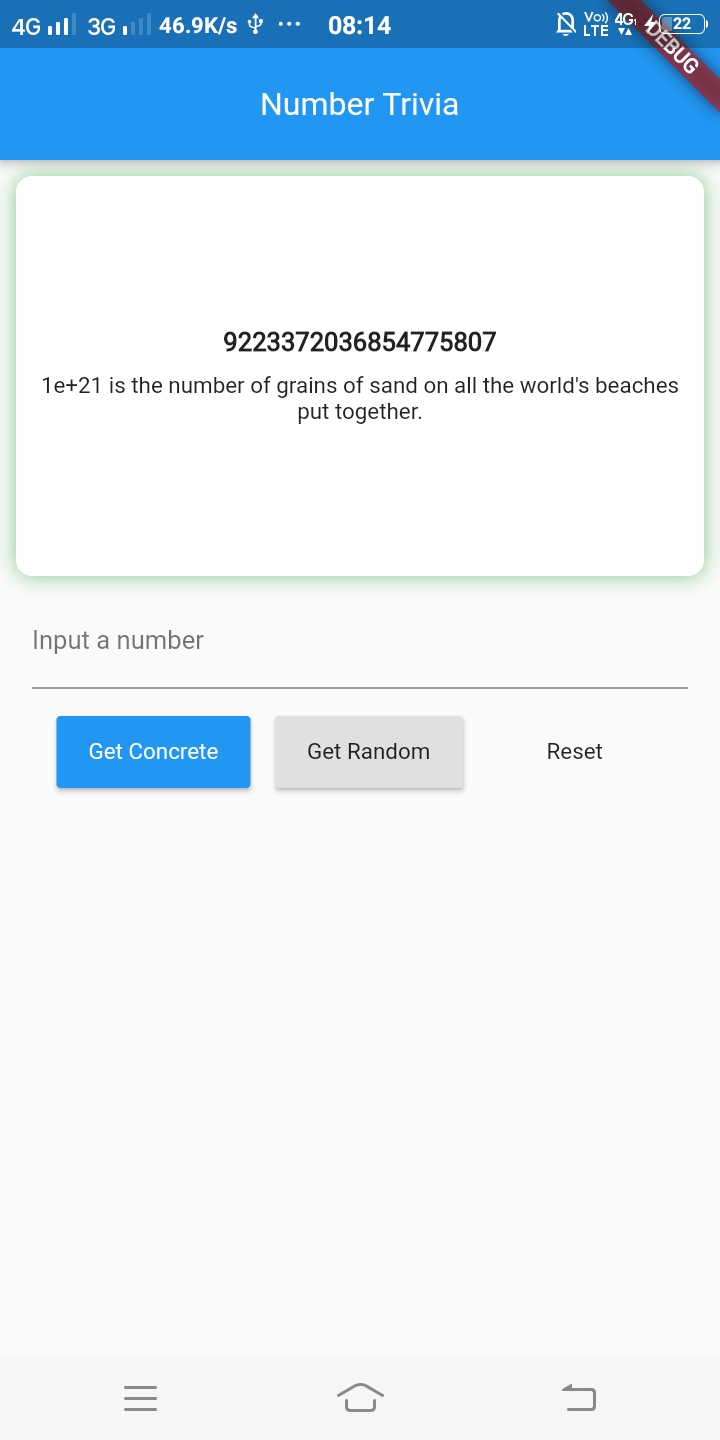 4G 3G 46.9K/s ... 08:14 Vo)) LTE 4G 22
DEBUG
Number Trivia
9223372036854775807
1e+21 is the number of grains of sand on all the world's beaches
put together.
Input a number
Get Concrete Get Random Reset